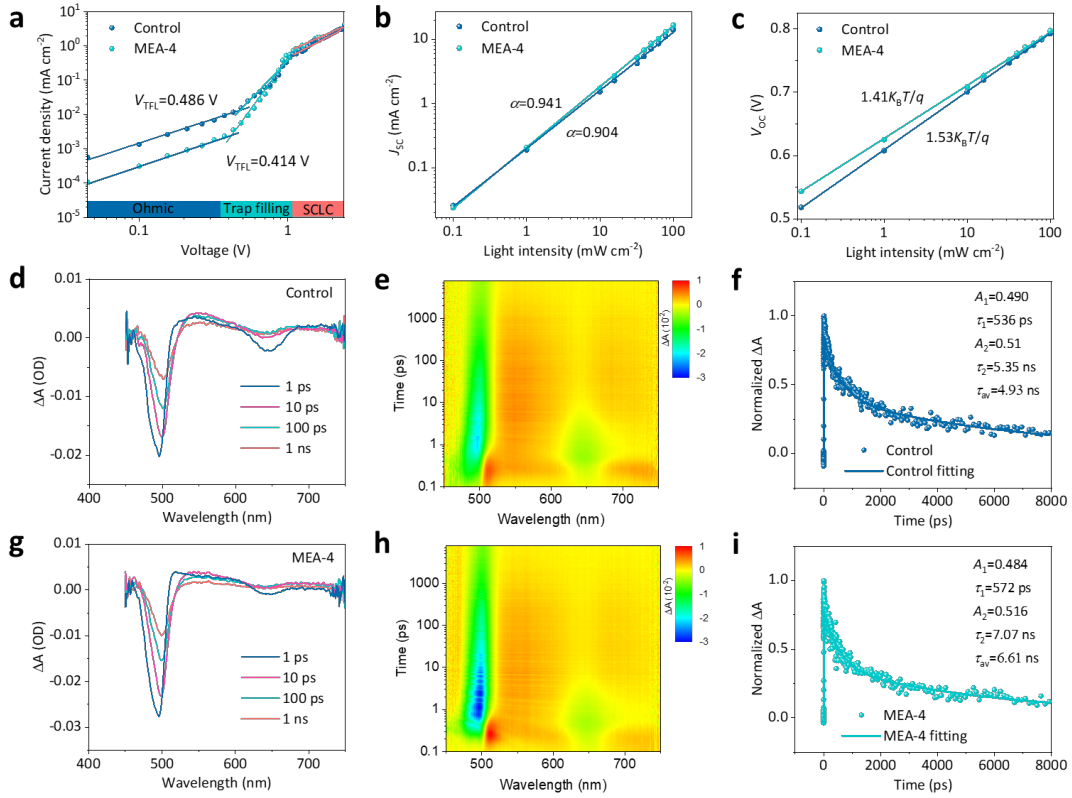 a
Control
MEA-4
V_TFL=0.486 V
V_TFL=0.414 V
Ohmic
Trap filling
SCLC
10¹
10⁰
10⁻¹
10⁻²
10⁻³
10⁻⁴
10⁻⁵
0.1
1
Current density (mA cm⁻²)
Voltage (V)
b
Control
MEA-4
α=0.941
α=0.904
10
1
0.1
0.1
1
10
100
J_SC (mA cm⁻²)
Light intensity (mW cm⁻²)
c
Control
MEA-4
1.41K_BT/q
1.53K_BT/q
0.9
0.8
0.7
0.6
0.5
0.1
1
10
100
V_OC (V)
Light intensity (mW cm⁻²)
d
Control
1 ps
10 ps
100 ps
1 ns
0.01
0.00
-0.01
-0.02
400
500
600
700
ΔA (OD)
Wavelength (nm)
e
1000
100
10
1
0.1
500
600
700
Time (ps)
Wavelength (nm)
1
0
-1
-2
-3
ΔA (10⁻²)
f
A₁=0.490
τ₁=536 ps
A₂=0.51
τ₂=5.35 ns
τ_av=4.93 ns
Control
Control fitting
1.0
0.5
0.0
0
2000
4000
6000
8000
Normalized ΔA
Time (ps)
g
MEA-4
1 ps
10 ps
100 ps
1 ns
0.01
0.00
-0.01
-0.02
-0.03
400
500
600
700
ΔA (OD)
Wavelength (nm)
h
1000
100
10
1
0.1
500
600
700
Time (ps)
Wavelength (nm)
1
0
-1
-2
-3
ΔA (10⁻²)
i
A₁=0.484
τ₁=572 ps
A₂=0.516
τ₂=7.07 ns
τ_av=6.61 ns
MEA-4
MEA-4 fitting
1.0
0.5
0.0
0
2000
4000
6000
8000
Normalized ΔA
Time (ps)